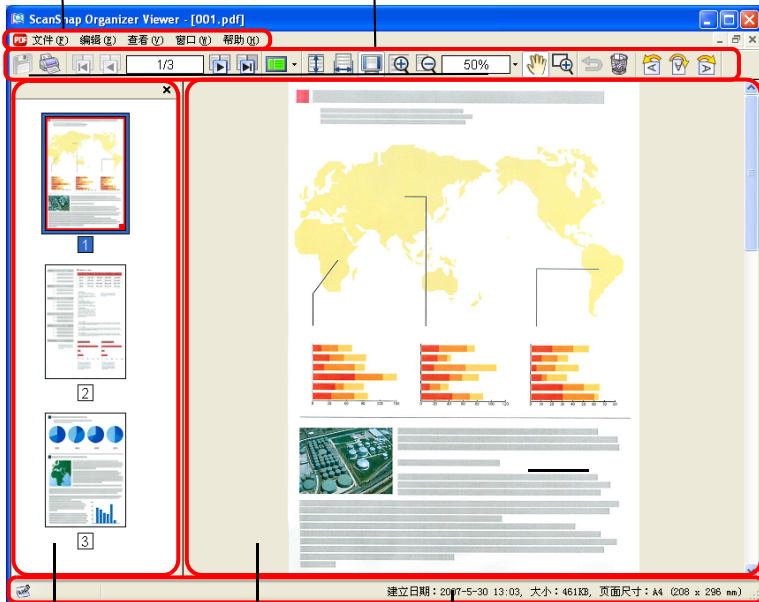 ScanSnap Organizer Viewer - [001.pdf]
PDF 文件(F) 编辑(E) 查看(V) 窗口(W) 帮助(H)
1/3 50%
1
2
3
建立日期：2007-5-30 13:03, 大小：461KB, 页面尺寸：A4 (208 x 296 mm)